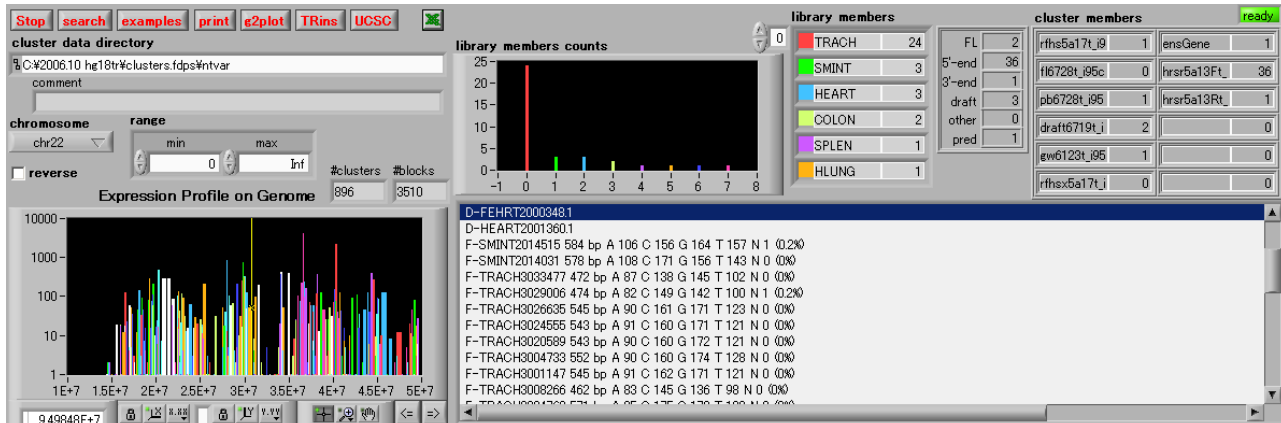 Stop search examples print g2plot TRins UCSC
cluster data directory
C:¥2006.10 hg18tr¥clusters.fdps¥ntvar
comment
chromosome range
chr22 min max
0 Inf
reverse
#clusters #blocks
896 3510
Expression Profile on Genome
10000
1000
100
10
1
1E+7 1.5E+7 2E+7 2.5E+7 3E+7 3.5E+7 4E+7 4.5E+7 5E+7
9.49848E+7 X X.XX Y Y.YY <= =>
library members counts
0
25
20
15
10
5
0
-1 0 1 2 3 4 5 6 7 8
library members
TRACH 24
SMINT 3
HEART 3
COLON 2
SPLEN 1
HLUNG 1
FL 2
5'-end 36
3'-end 1
draft 3
other 0
pred 1
cluster members ready
rfhs5a17t_i9 1 ensGene 1
fl6728t_i95c 0 hrsr5a13Ft_ 36
pb6728t_i95 1 hrsr5a13Rt_ 1
draft6719t_i 2 0
gw6123t_i95 1 0
rfhsx5a17t_i 0 0
D-FEHRT2000348.1
D-HEART2001360.1
F-SMINT2014515 584 bp A 106 C 156 G 164 T 157 N 1 (0.2%)
F-SMINT2014031 578 bp A 108 C 171 G 156 T 143 N 0 (0%)
F-TRACH3033477 472 bp A 87 C 138 G 145 T 102 N 0 (0%)
F-TRACH3029006 474 bp A 82 C 149 G 142 T 100 N 1 (0.2%)
F-TRACH3026635 545 bp A 90 C 161 G 171 T 123 N 0 (0%)
F-TRACH3024555 543 bp A 91 C 160 G 171 T 121 N 0 (0%)
F-TRACH3020589 543 bp A 90 C 160 G 172 T 121 N 0 (0%)
F-TRACH3004733 552 bp A 90 C 160 G 174 T 128 N 0 (0%)
F-TRACH3001147 545 bp A 91 C 162 G 171 T 121 N 0 (0%)
F-TRACH3008266 462 bp A 83 C 145 G 136 T 98 N 0 (0%)